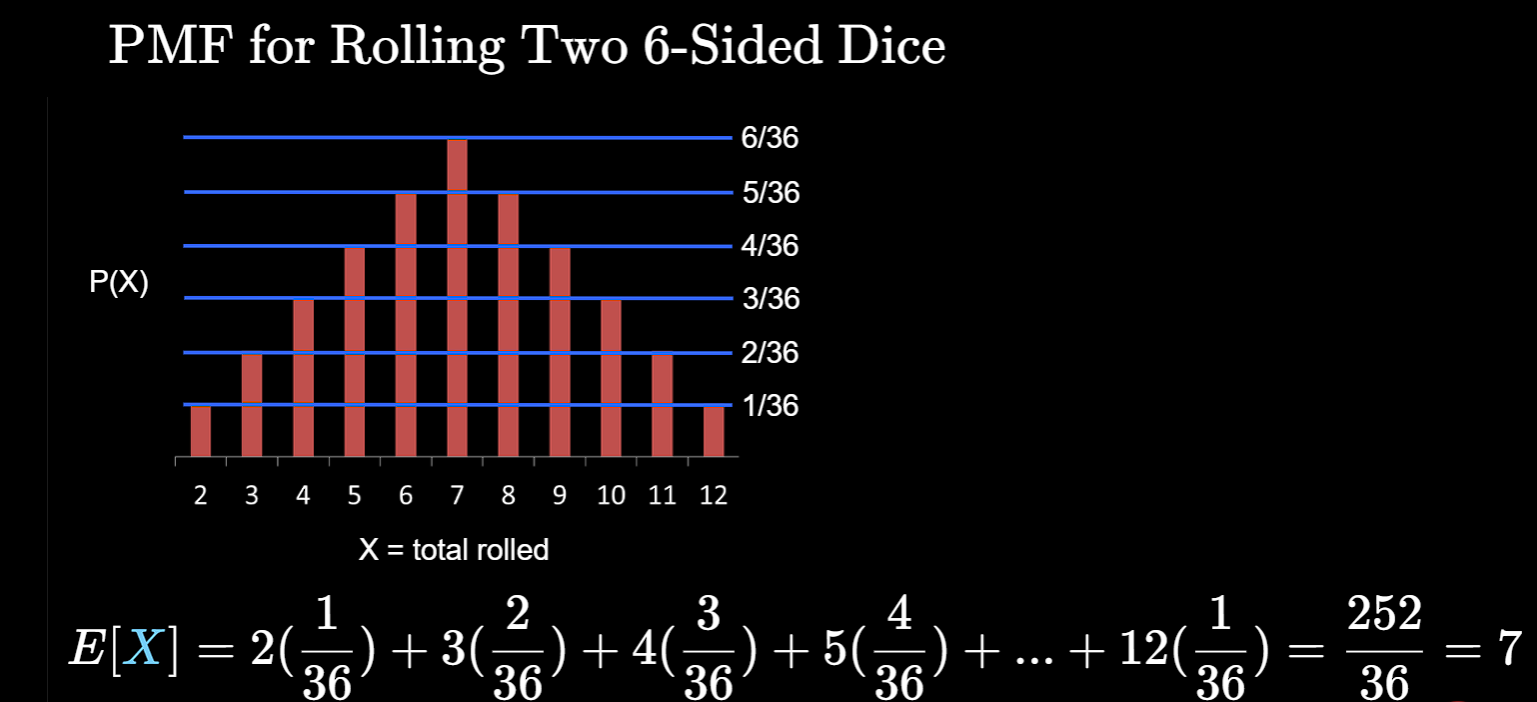 PMF for Rolling Two 6-Sided Dice
6/36
5/36
4/36
P(X)
3/36
2/36
1/36
2 3 4 5 6 7 8 9 10 11 12
X = total rolled
E[X] = 2(1/36) + 3(2/36) + 4(3/36) + 5(4/36) + ... + 12(1/36) = 252/36 = 7